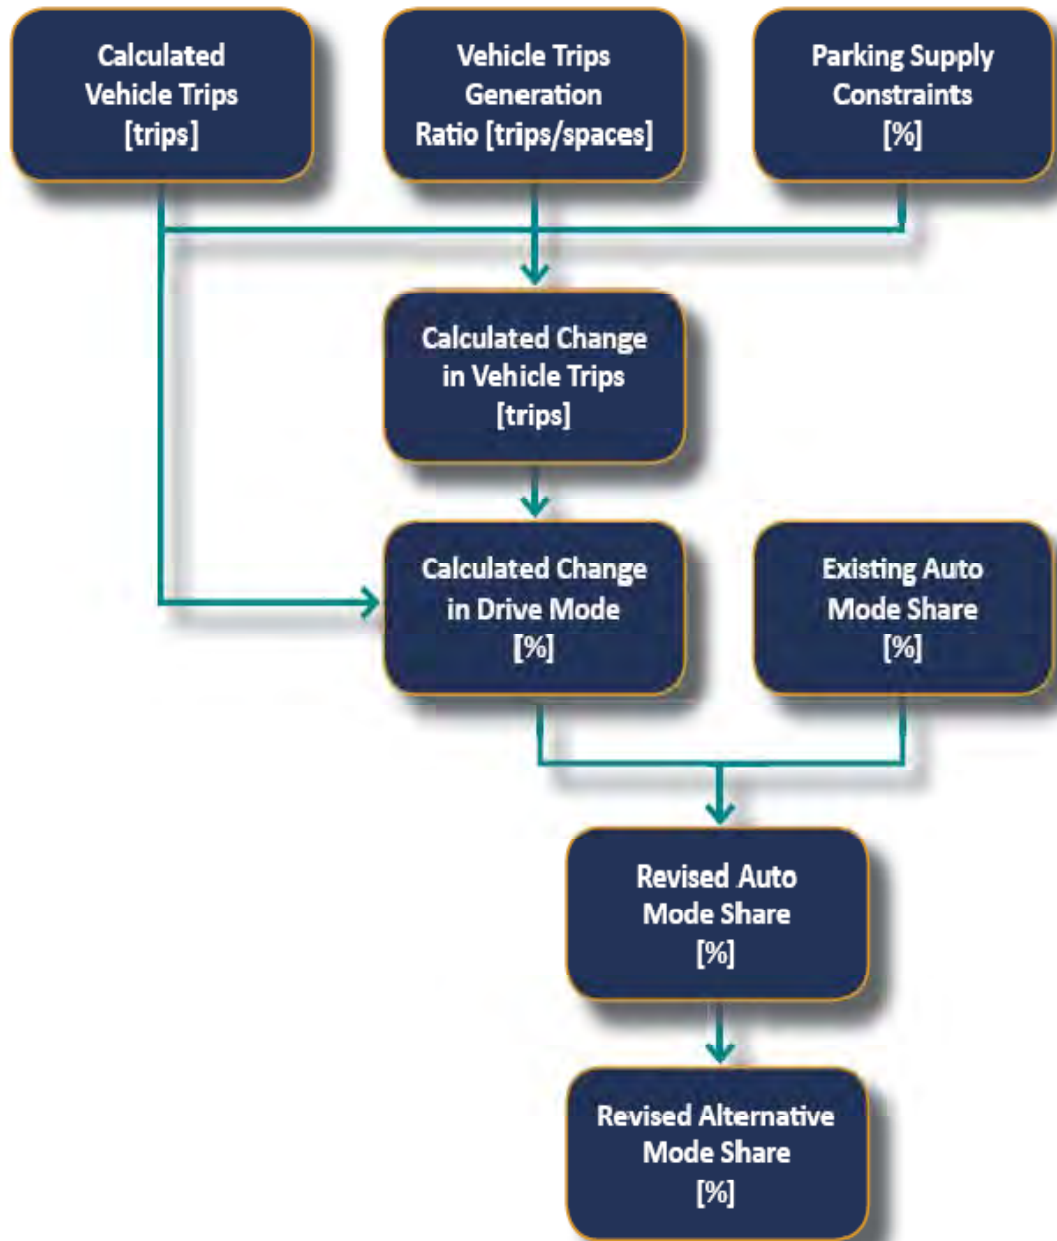 Calculated
Vehicle Trips
[trips]
Vehicle Trips
Generation
Ratio [trips/spaces]
Parking Supply
Constraints
[%]
Calculated Change
in Vehicle Trips
[trips]
Calculated Change
in Drive Mode
[%]
Existing Auto
Mode Share
[%]
Revised Auto
Mode Share
[%]
Revised Alternative
Mode Share
[%]